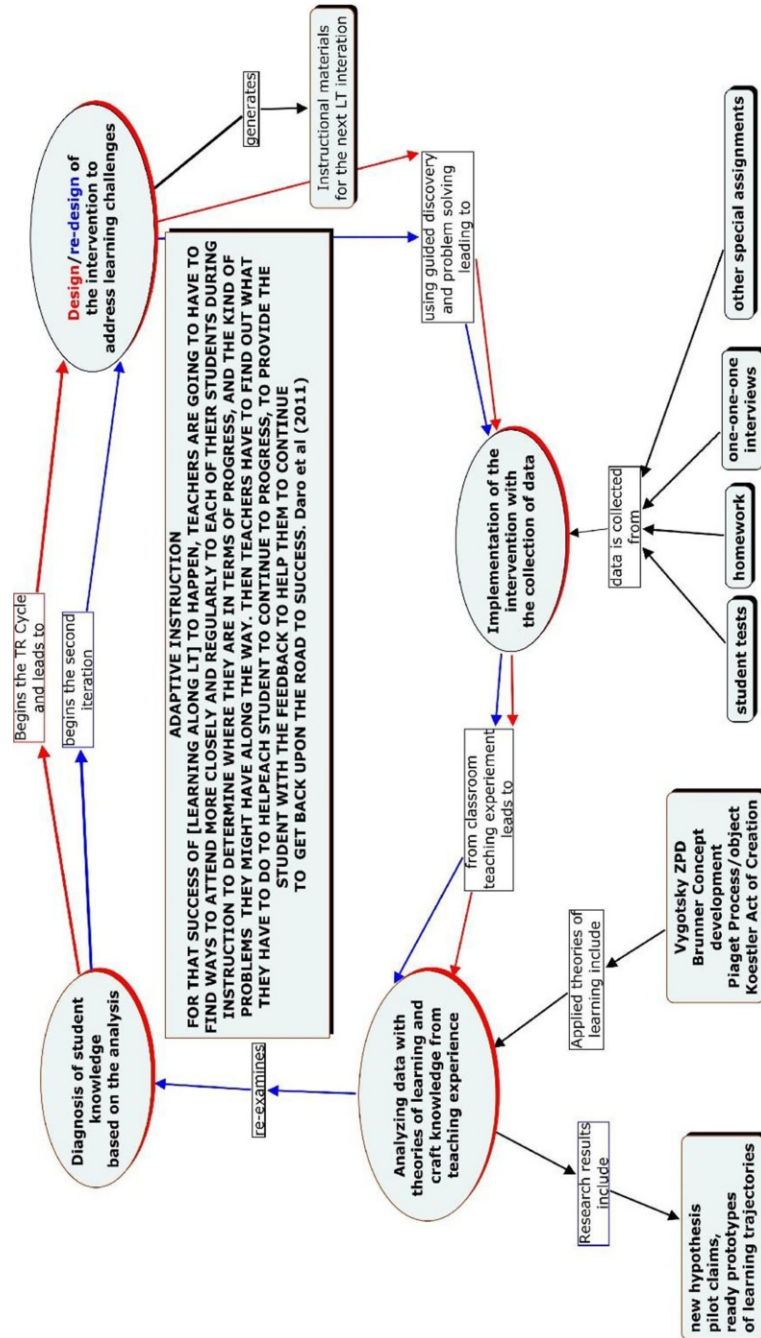 Diagnosis of student
knowledge
based on the analysis
Begins the TR Cycle
and leads to
begins the second
iteration
Design/re-design of
the intervention to
address learning challenges
generates
Instructional materials
for the next LT interation
ADAPTIVE INSTRUCTION
FOR THAT SUCCESS OF [LEARNING ALONG LT] TO HAPPEN, TEACHERS ARE GOING TO HAVE TO
FIND WAYS TO ATTEND MORE CLOSELY AND REGULARLY TO EACH OF THEIR STUDENTS DURING
INSTRUCTION TO DETERMINE WHERE THEY ARE IN TERMS OF PROGRESS, AND THE KIND OF
PROBLEMS THEY MIGHT HAVE ALONG THE WAY. THEN TEACHERS HAVE TO FIND OUT WHAT
THEY HAVE TO DO TO HELPEACH STUDENT TO CONTINUE TO PROGRESS, TO PROVIDE THE
STUDENT WITH THE FEEDBACK TO HELP THEM TO CONTINUE
TO GET BACK UPON THE ROAD TO SUCCESS. Daro et al (2011)
re-examines
using guided discovery
and problem solving
leading to
Analyzing data with
theories of learning and
craft knowledge from
teaching experience
from classroom
teaching experiement
leads to
Implementation of the
intervention with
the collection of data
Research results
include
Applied theories of
learning include
data is collected
from
new hypothesis
pilot claims,
ready prototypes
of learning trajectories
Vygotsky ZPD
Brunner Concept
development
Piaget Process/object
Koestler Act of Creation
student tests
homework
one-one-one
interviews
other special assignments